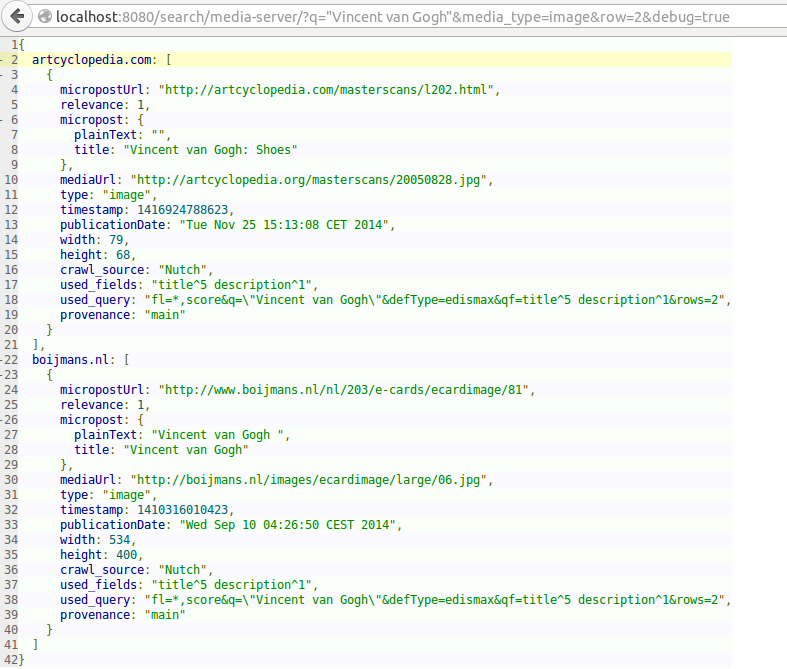 localhost:8080/search/media-server/?q="Vincent van Gogh"&media_type=image&row=2&debug=true
1{
2 artcyclopedia.com: [
3 {
4 micropostUrl: "http://artcyclopedia.com/masterscans/l202.html",
5 relevance: 1,
6 micropost: {
7 plainText: "",
8 title: "Vincent van Gogh: Shoes"
9 },
10 mediaUrl: "http://artcyclopedia.org/masterscans/20050828.jpg",
11 type: "image",
12 timestamp: 1416924788623,
13 publicationDate: "Tue Nov 25 15:13:08 CET 2014",
14 width: 79,
15 height: 68,
16 crawl_source: "Nutch",
17 used_fields: "title^5 description^1",
18 used_query: "fl=*,score&q=\"Vincent van Gogh\"&defType=edismax&qf=title^5 description^1&rows=2",
19 provenance: "main"
20 }
21 ],
22 boijmans.nl: [
23 {
24 micropostUrl: "http://www.boijmans.nl/nl/203/e-cards/ecardimage/81",
25 relevance: 1,
26 micropost: {
27 plainText: "Vincent van Gogh ",
28 title: "Vincent van Gogh"
29 },
30 mediaUrl: "http://boijmans.nl/images/ecardimage/large/06.jpg",
31 type: "image",
32 timestamp: 1410316010423,
33 publicationDate: "Wed Sep 10 04:26:50 CEST 2014",
34 width: 534,
35 height: 400,
36 crawl_source: "Nutch",
37 used_fields: "title^5 description^1",
38 used_query: "fl=*,score&q=\"Vincent van Gogh\"&defType=edismax&qf=title^5 description^1&rows=2",
39 provenance: "main"
40 }
41 ]
42}